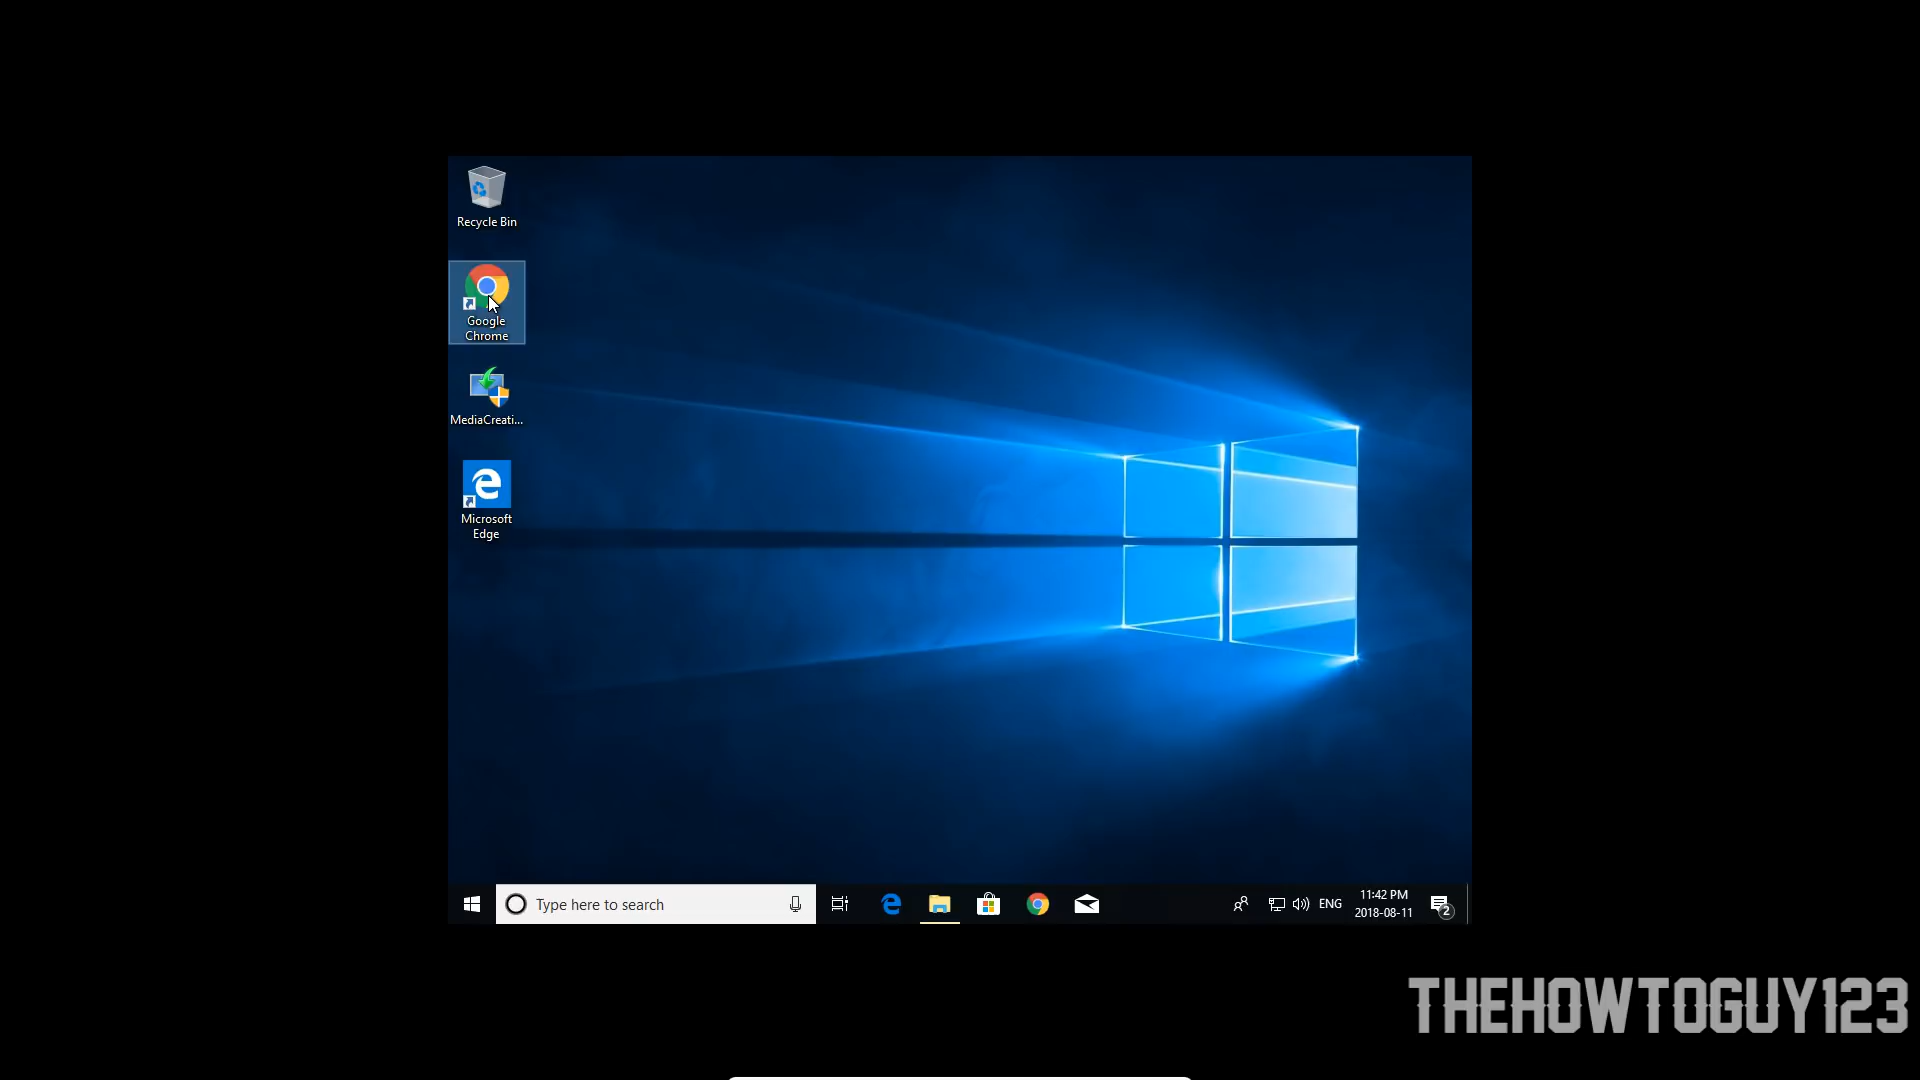 Recycle Bin
Google
Chrome
MediaCreati...
Microsoft
Edge
Type here to search
ENG
11:42 PM
2018-08-11
2
THEHOWTOGUY123